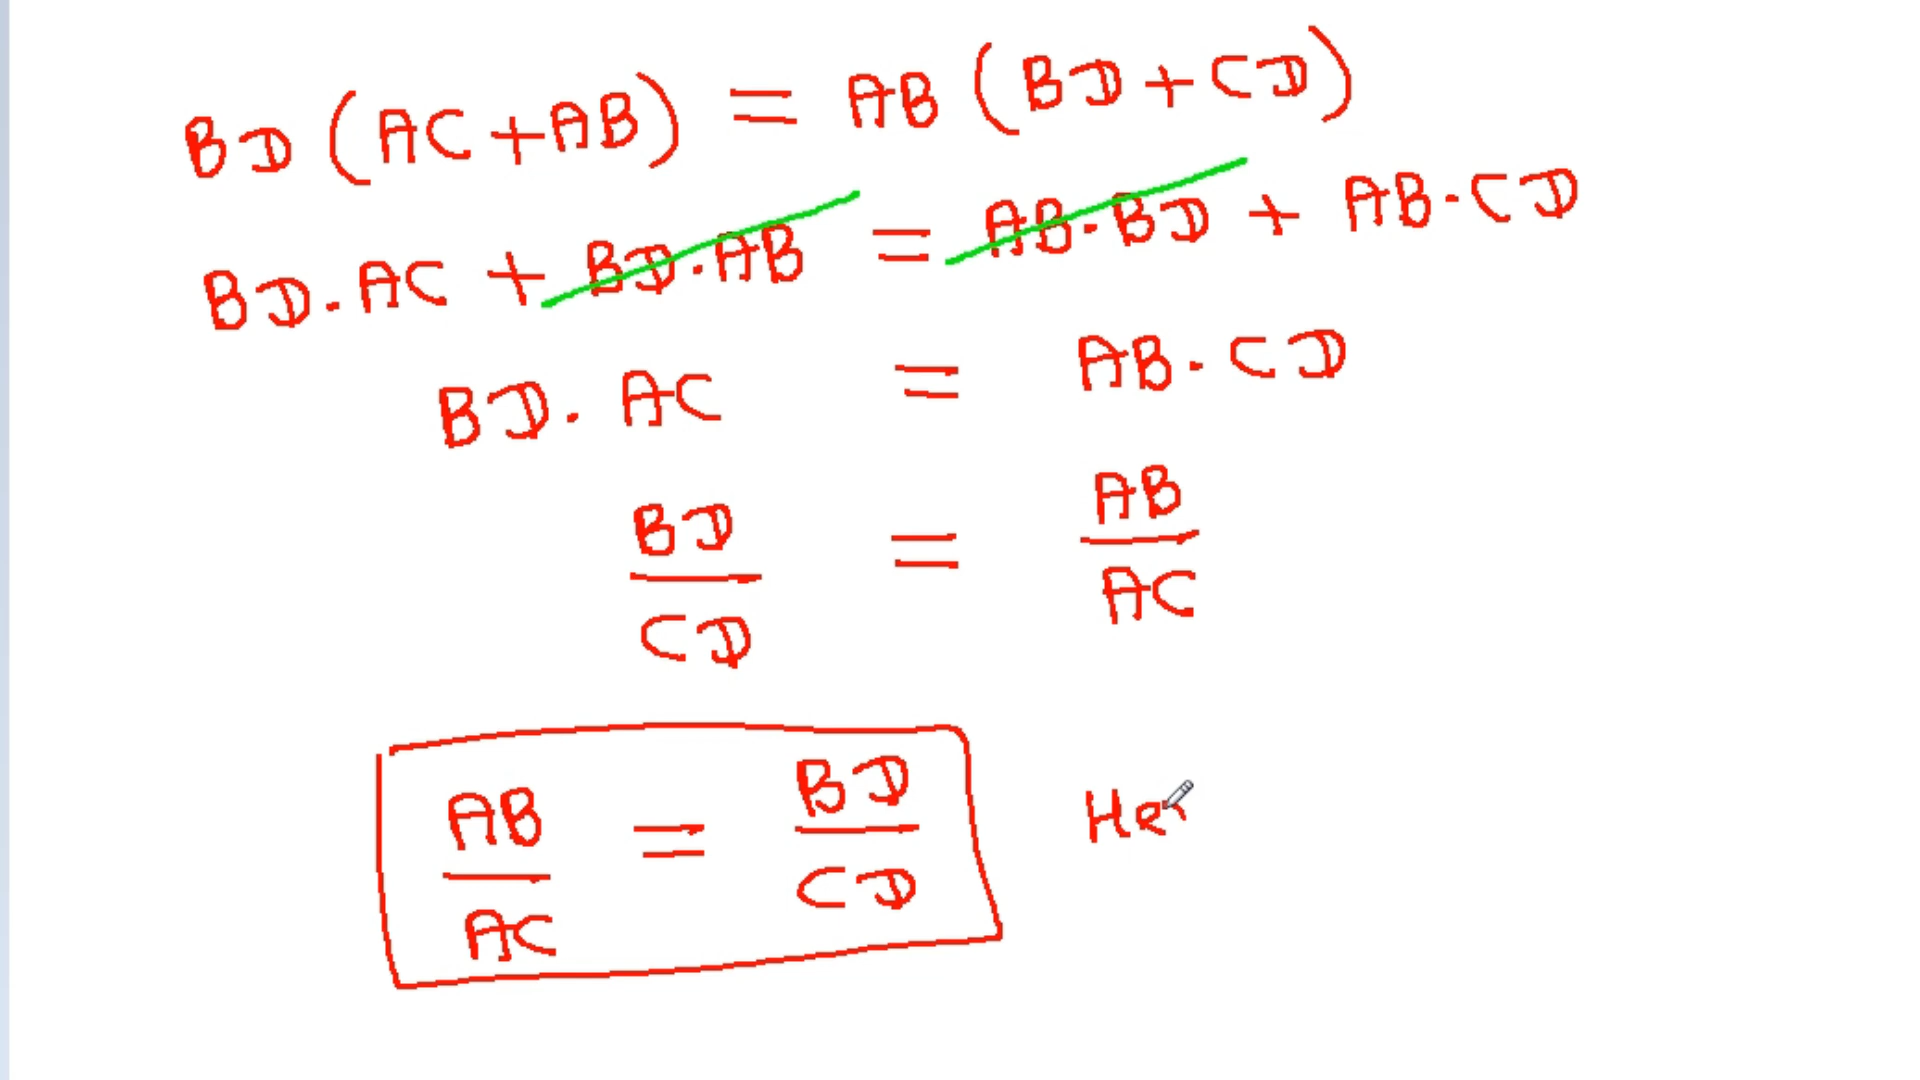 BD (AC + AB) = AB (BD + CD)
BD . AC + BD . AB = AB . BD + AB . CD
BD . AC = AB . CD
BD/CD = AB/AC
AB/AC = BD/CD Her